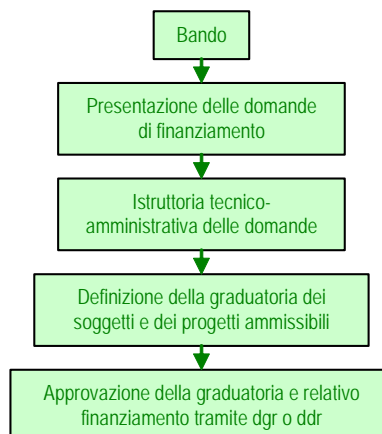 Bando
Presentazione delle domande
di finanziamento
Istruttoria tecnico-
amministrativa delle domande
Definizione della graduatoria dei
soggetti e dei progetti ammissibili
Approvazione della graduatoria e relativo
finanziamento tramite dgr o ddr